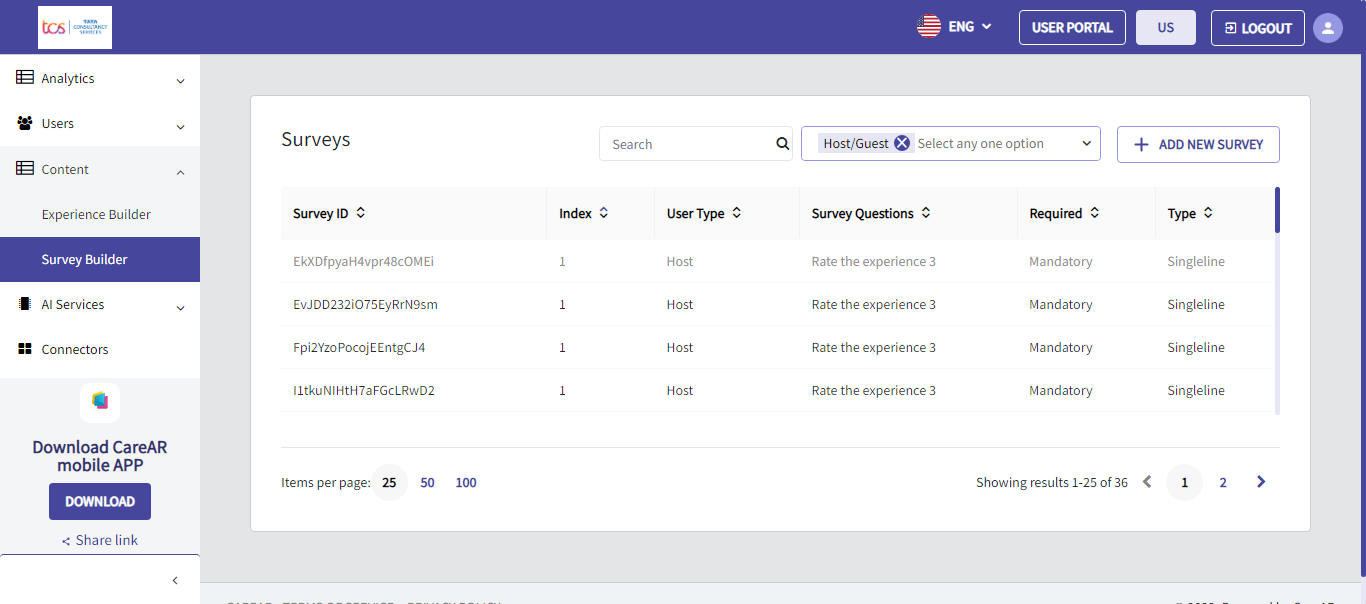 tcs TATA CONSULTANCY SERVICES
ENG USER PORTAL US LOGOUT
Analytics
Users
Content
Experience Builder
Survey Builder
AI Services
Connectors
Download CareAR
mobile APP
DOWNLOAD
Share link
Surveys Search Host/Guest Select any one option ADD NEW SURVEY
Survey ID Index User Type Survey Questions Required Type
EkXDfpyaH4vpr48cOMEi 1 Host Rate the experience 3 Mandatory Singleline
EvJDD232iO75EyRrN9sm 1 Host Rate the experience 3 Mandatory Singleline
Fpi2YzoPocojEEntgCJ4 1 Host Rate the experience 3 Mandatory Singleline
I1tkuNIHtH7aFGcLRwD2 1 Host Rate the experience 3 Mandatory Singleline
Items per page: 25 50 100 Showing results 1-25 of 36 1 2